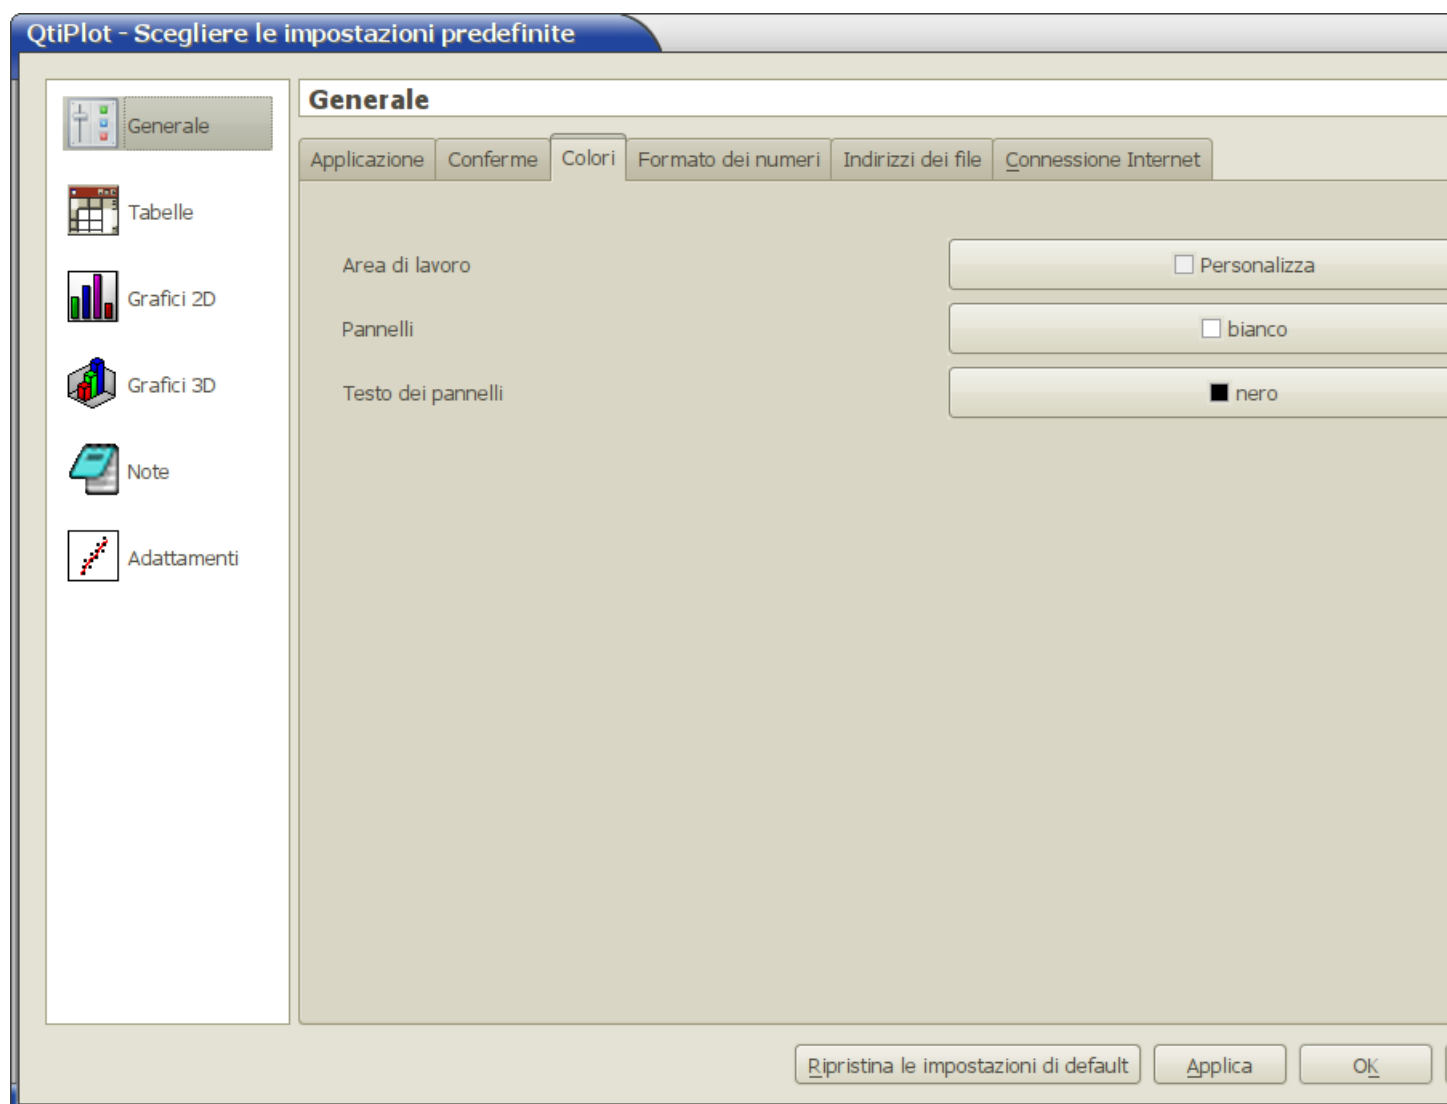 QtiPlot - Scegliere le impostazioni predefinite
Generale
Tabelle
Grafici 2D
Grafici 3D
Note
Adattamenti
Generale
Applicazione Conferme Colori Formato dei numeri Indirizzi dei file Connessione Internet
Area di lavoro Personalizza
Pannelli bianco
Testo dei pannelli nero
Ripristina le impostazioni di default Applica OK